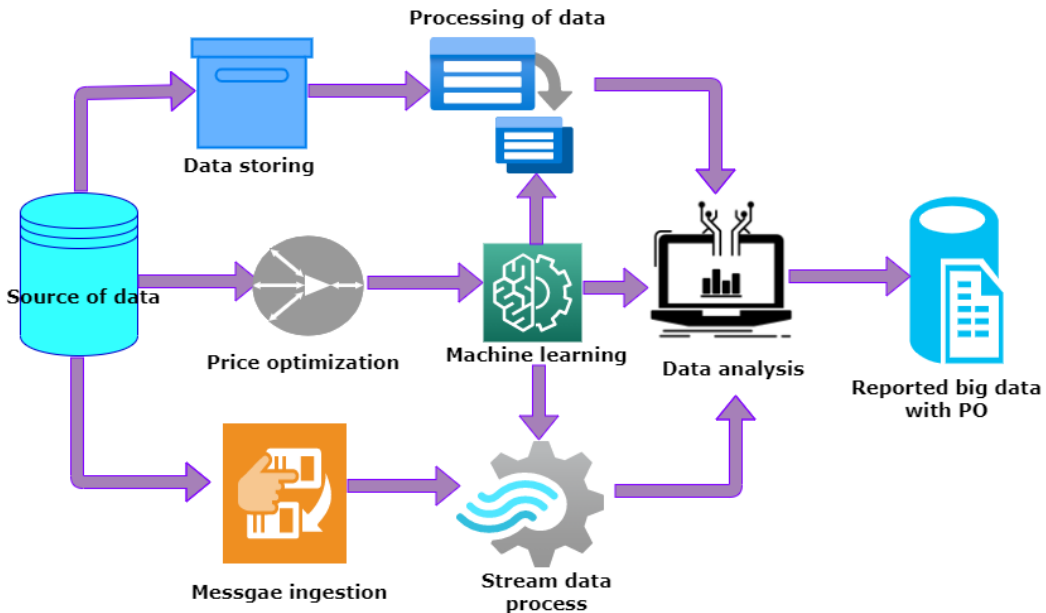 Processing of data
Data storing
Source of data
Price optimization
Machine learning
Data analysis
Reported big data
with PO
Messgae ingestion
Stream data
process